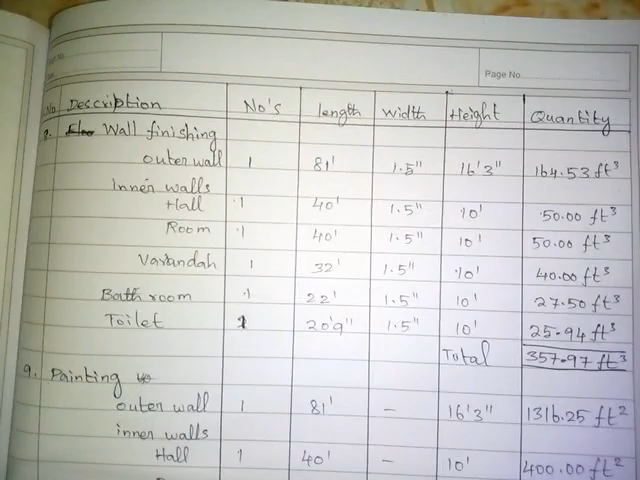 Page No
No Description No's length width Height Quantity
Wall finishing
outer wall 1 81' 1.5" 16'3" 164.53 ft³
Inner walls
Hall 1 40' 1.5" 10' 50.00 ft³
Room 1 40' 1.5" 10' 50.00 ft³
Varandah 1 32' 1.5" 10' 40.00 ft³
Bath room 1 22' 1.5" 10' 27.50 ft³
Toilet 1 20'9" 1.5" 10' 25.94 ft³
Total 357.97 ft³
9. Painting
outer wall 1 81' — 16'3" 1316.25 ft²
inner walls
Hall 1 40' — 10' 400.00 ft²